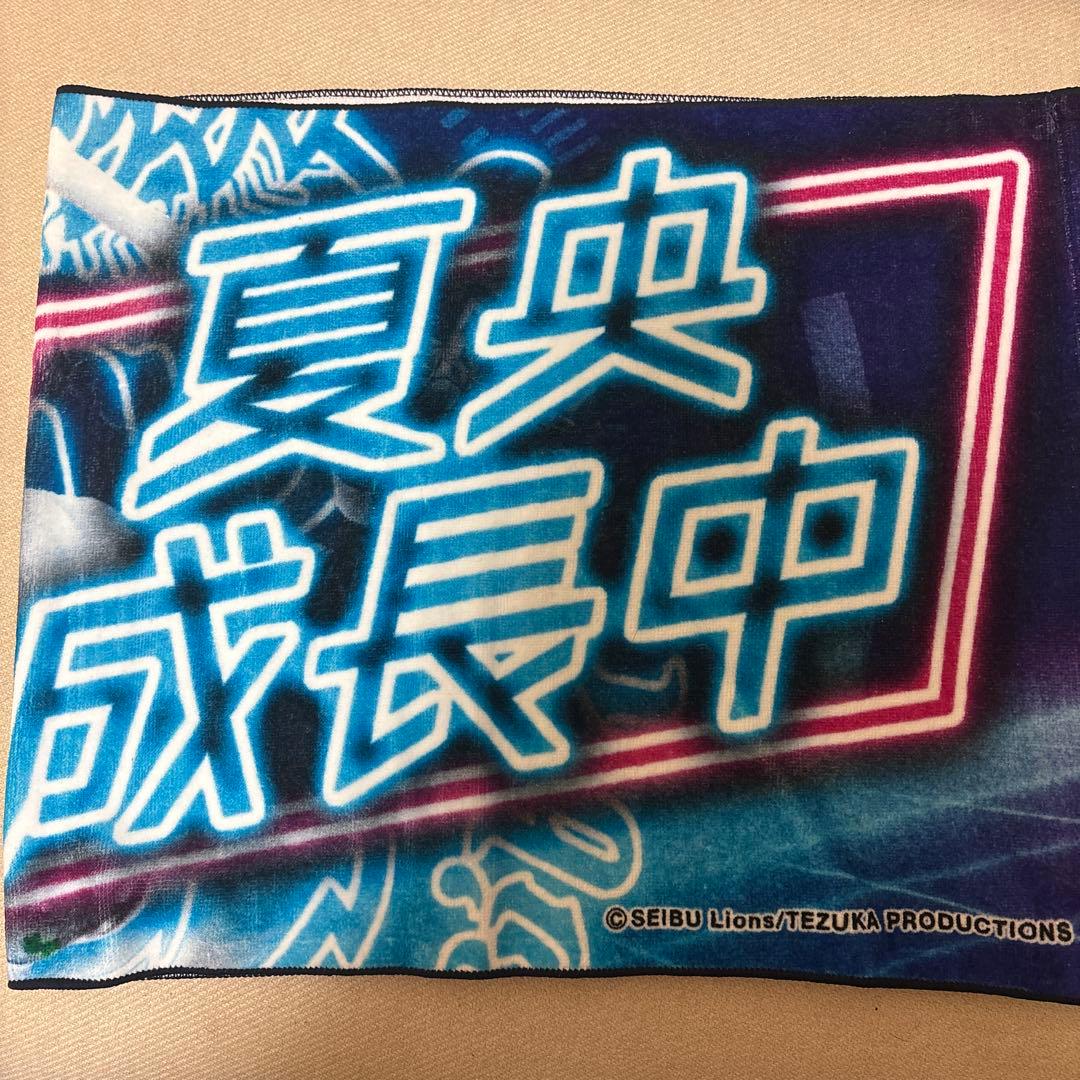 夏央
成長中
©SEIBU Lions/TEZUKA PRODUCTIONS